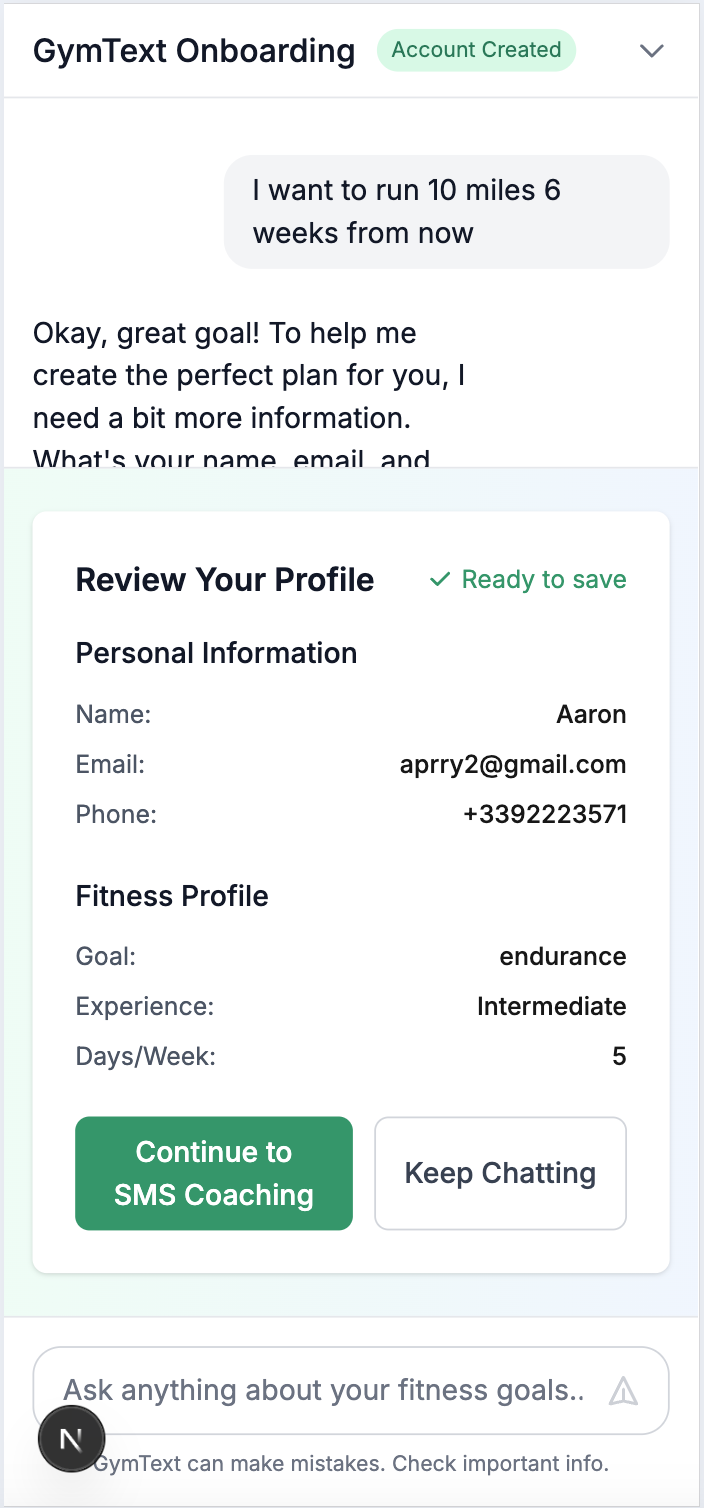 GymText Onboarding Account Created
I want to run 10 miles 6
weeks from now
Okay, great goal! To help me
create the perfect plan for you, I
need a bit more information.
What's your name, email, and
Review Your Profile ✓ Ready to save
Personal Information
Name: Aaron
Email: aprry2@gmail.com
Phone: +3392223571
Fitness Profile
Goal: endurance
Experience: Intermediate
Days/Week: 5
Continue to
SMS Coaching
Keep Chatting
Ask anything about your fitness goals..
N
GymText can make mistakes. Check important info.